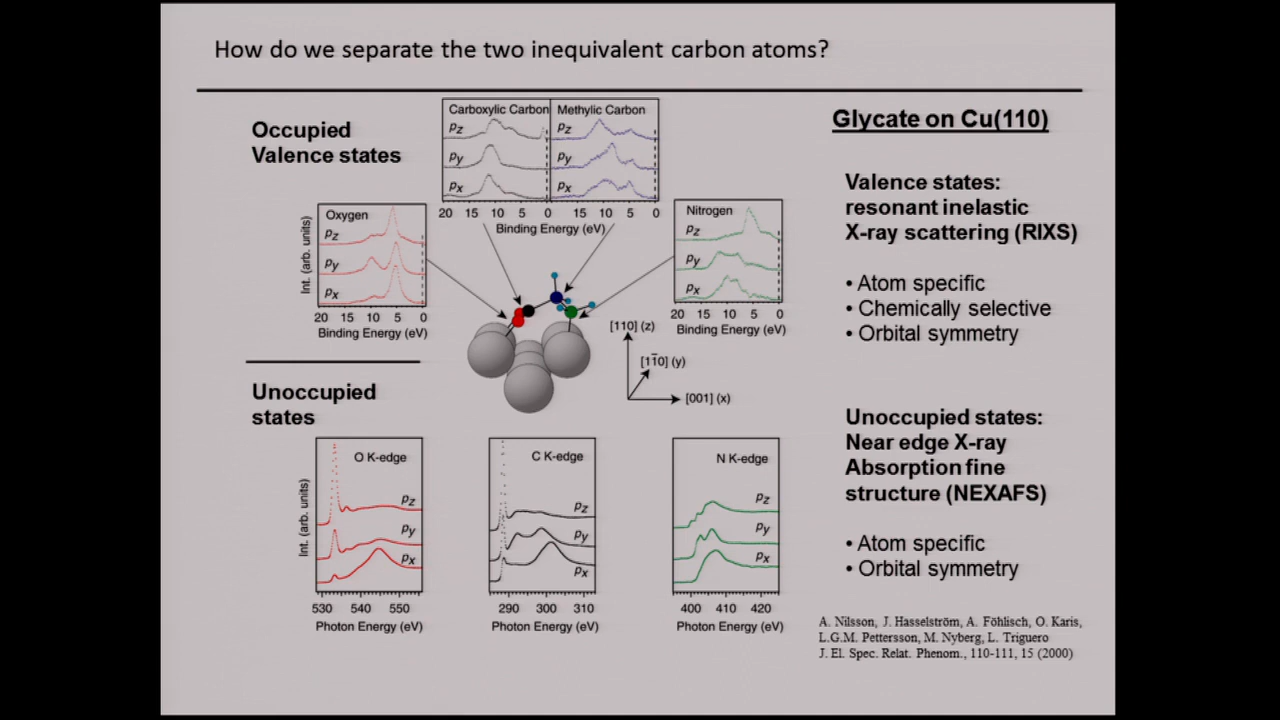 How do we separate the two inequivalent carbon atoms?
Occupied
Valence states
Carboxylic Carbon
Methylic Carbon
pz
py
px
pz
py
px
20 15 10 5 0
15 10 5 0
Binding Energy (eV)
Oxygen
Int. (arb. units)
pz
py
px
20 15 10 5 0
Binding Energy (eV)
Nitrogen
pz
py
px
20 15 10 5 0
Binding Energy (eV)
[110] (z)
[11̅0] (y)
[001] (x)
Unoccupied
states
O K-edge
Int. (arb. units)
pz
py
px
530 540 550
Photon Energy (eV)
C K-edge
pz
py
px
290 300 310
Photon Energy (eV)
N K-edge
pz
py
px
400 410 420
Photon Energy (eV)
Glycate on Cu(110)
Valence states:
resonant inelastic
X-ray scattering (RIXS)
• Atom specific
• Chemically selective
• Orbital symmetry
Unoccupied states:
Near edge X-ray
Absorption fine
structure (NEXAFS)
• Atom specific
• Orbital symmetry
A. Nilsson, J. Hasselström, A. Föhlisch, O. Karis,
L.G.M. Pettersson, M. Nyberg, L. Triguero
J. El. Spec. Relat. Phenom., 110-111, 15 (2000)